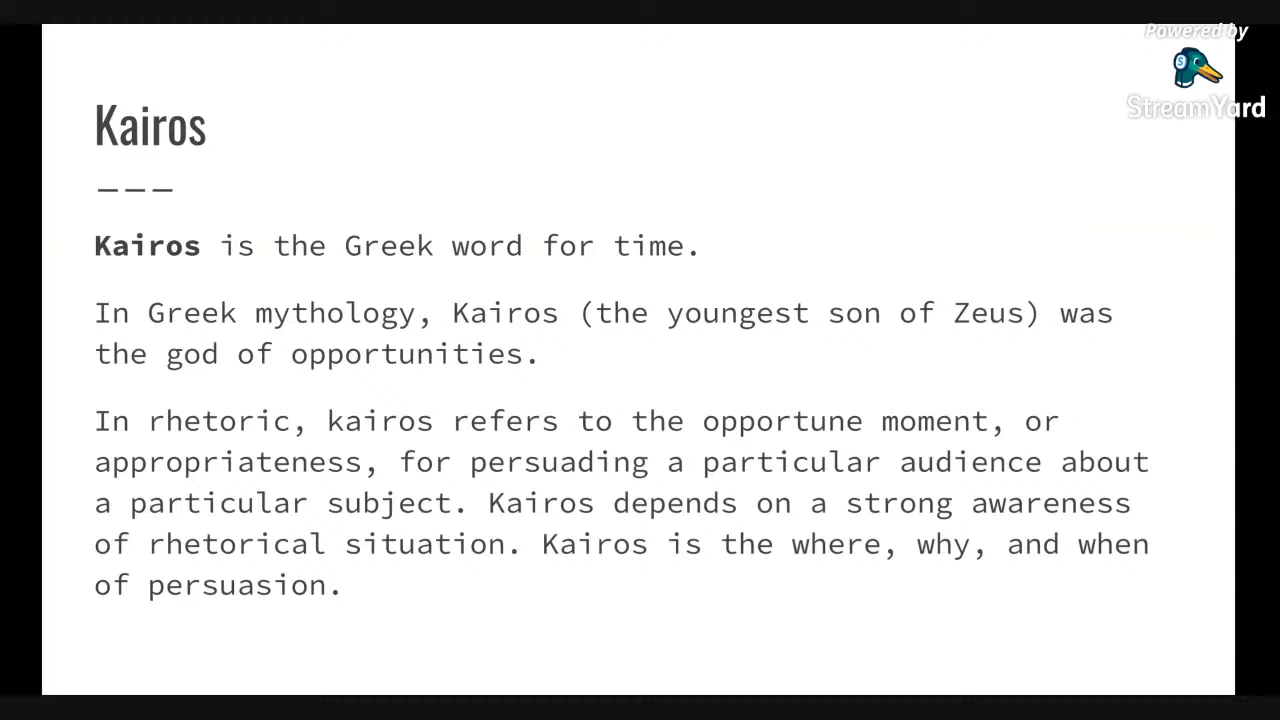 Powered by
StreamYard
Kairos
———
Kairos is the Greek word for time.
In Greek mythology, Kairos (the youngest son of Zeus) was
the god of opportunities.
In rhetoric, kairos refers to the opportune moment, or
appropriateness, for persuading a particular audience about
a particular subject. Kairos depends on a strong awareness
of rhetorical situation. Kairos is the where, why, and when
of persuasion.